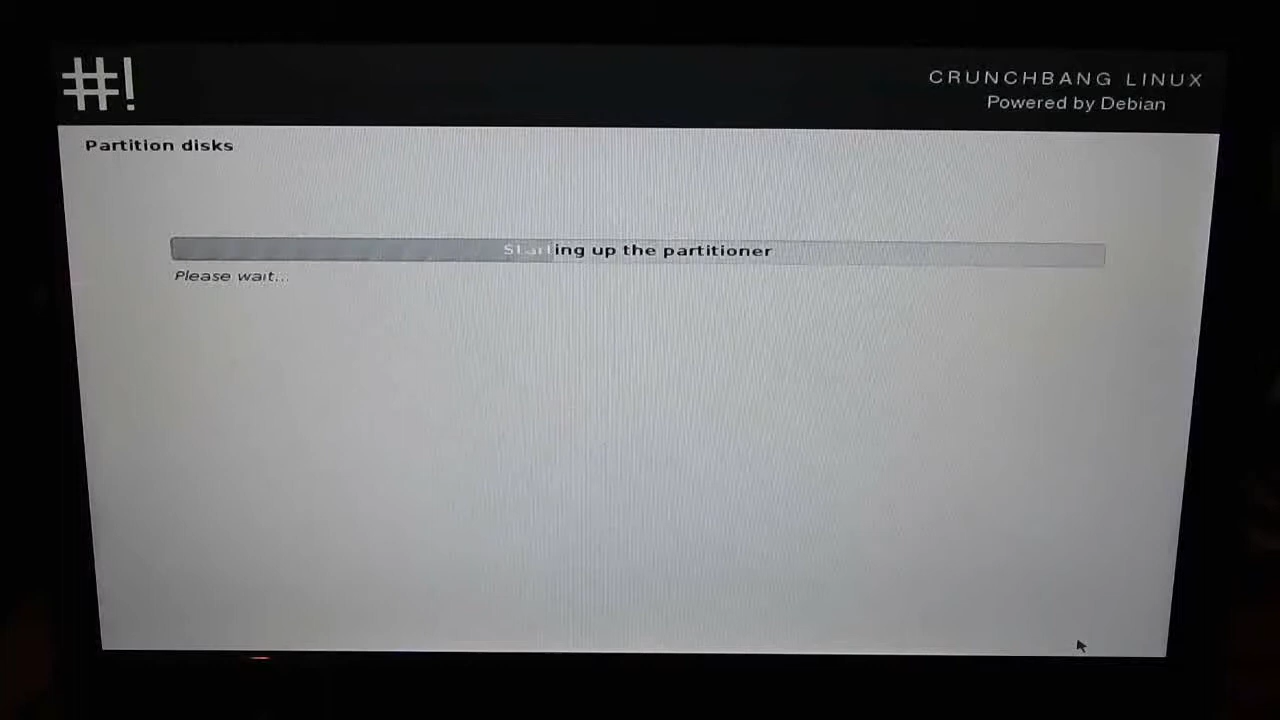 #!
CRUNCHBANG LINUX
Powered by Debian
Partition disks
Starting up the partitioner
Please wait...